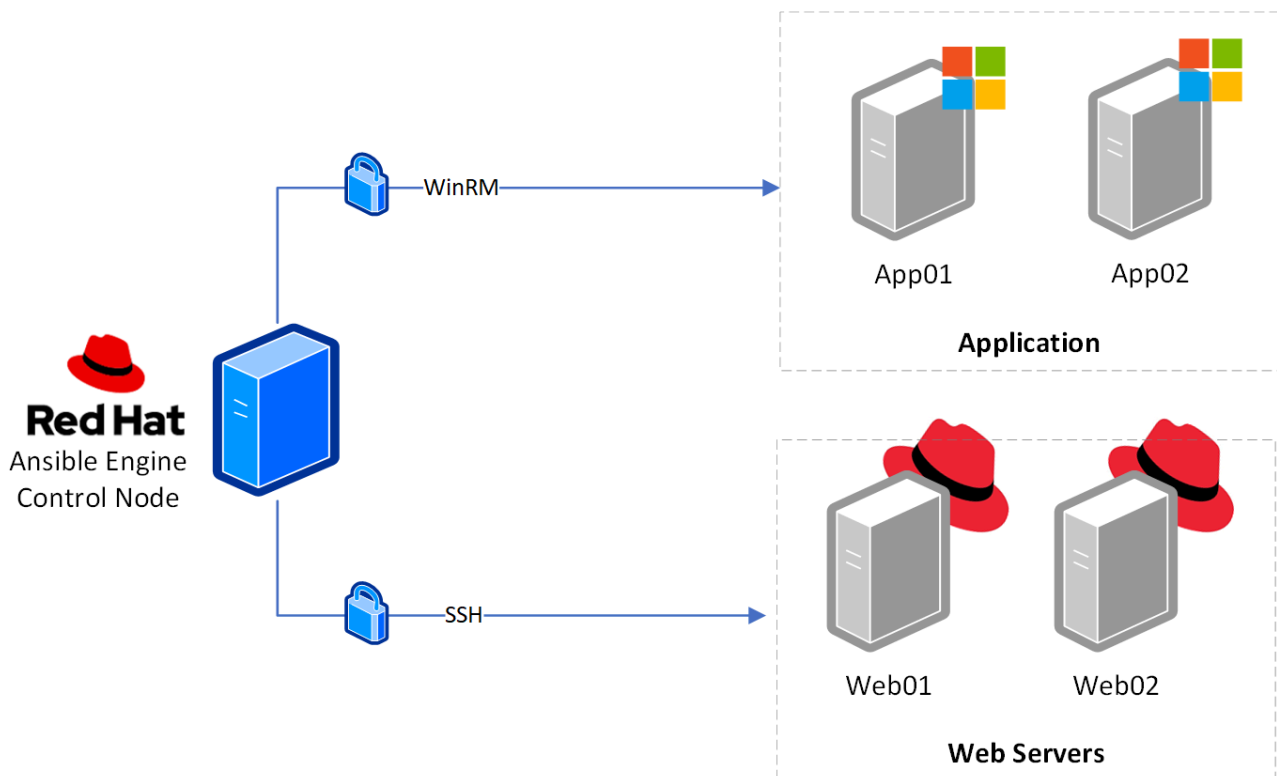 WinRM
App01
App02
Application
Red Hat
Ansible Engine
Control Node
SSH
Web01
Web02
Web Servers